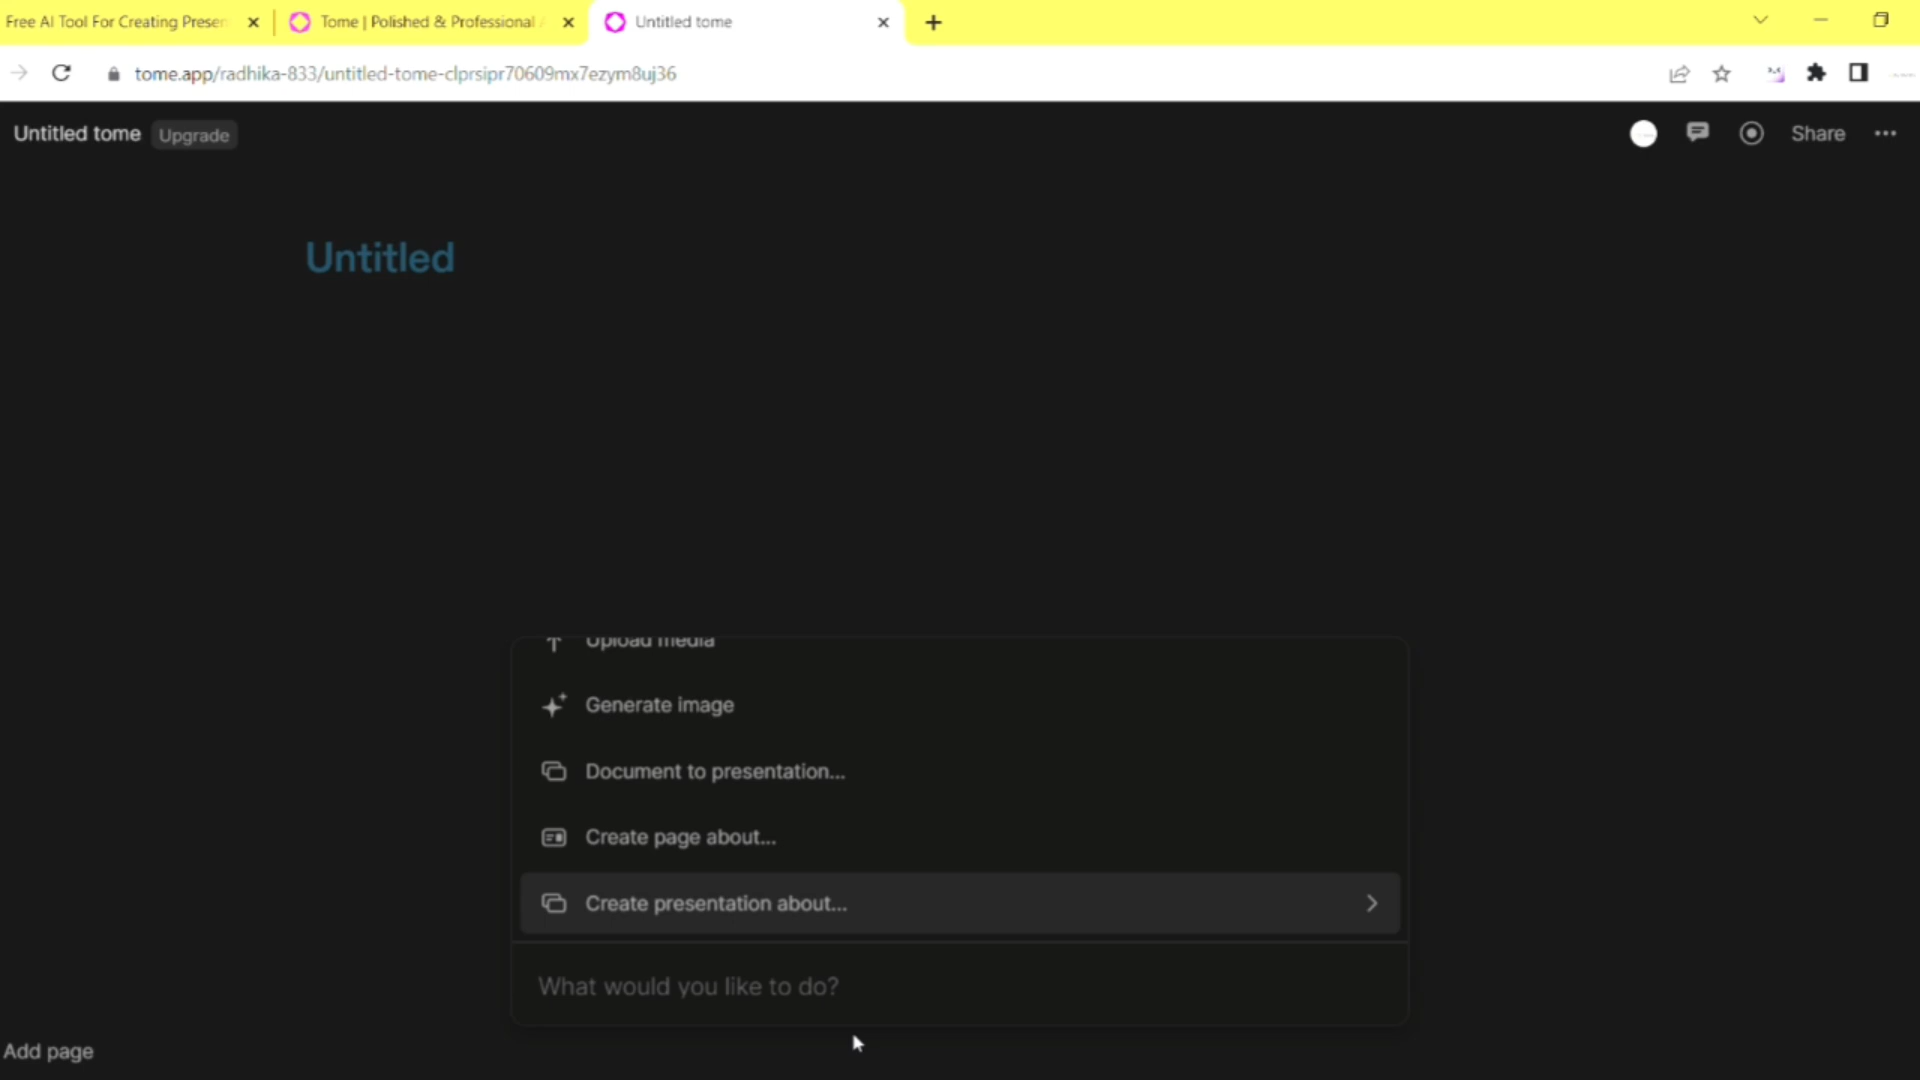 Free AI Tool For Creating Presen
Tome | Polished & Professional
Untitled tome
tome.app/radhika-833/untitled-tome-clprsipr70609mx7ezym8uj36
Untitled tome
Upgrade
Share
Untitled
Upload media
Generate image
Document to presentation...
Create page about...
Create presentation about...
What would you like to do?
Add page